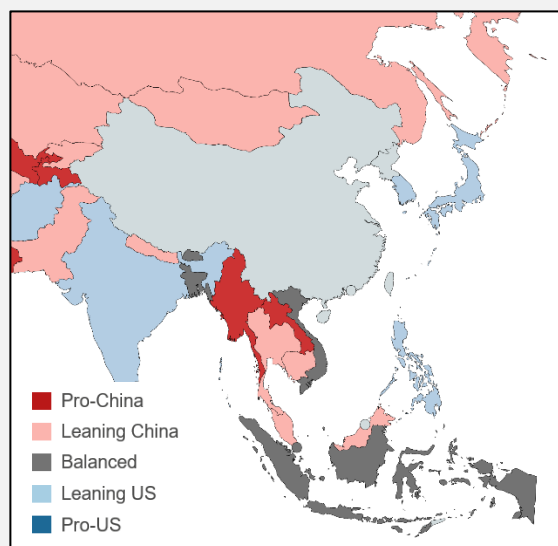 Pro-China
Leaning China
Balanced
Leaning US
Pro-US